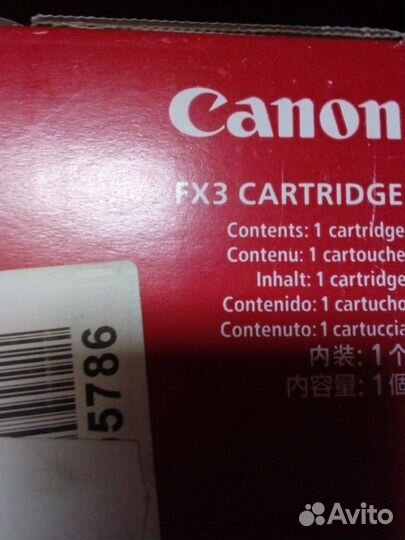 Canon
FX3 CARTRIDGE
Contents: 1 cartridge
Contenu: 1 cartouche
Inhalt: 1 cartridge
Contenido: 1 cartucho
Contenuto: 1 cartuccia
内装: 1个
内容量: 1個
5786
Avito